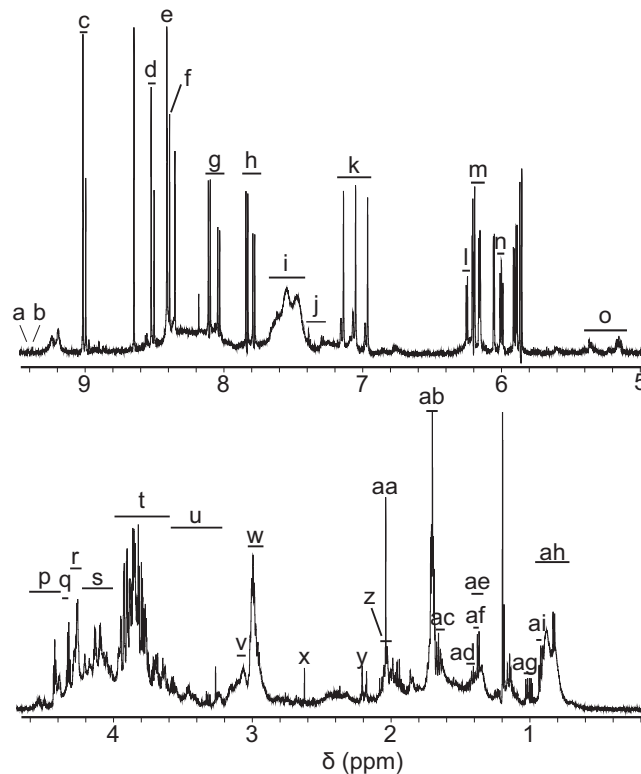 c e
d f
g h k
m
i l n
j
a b o
9 8 7 6 5
ab
t aa
r u ae ah
p q s w z ac af ai
v x y ad ag
4 3 2 1
δ (ppm)